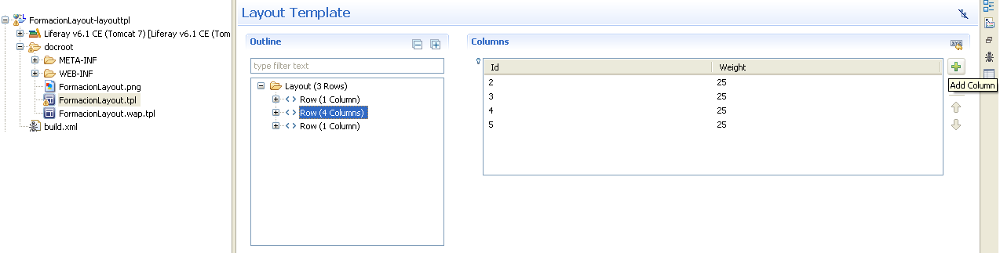 FormacionLayout-layouttpl
Liferay v6.1 CE (Tomcat 7) [Liferay v6.1 CE (Tom
docroot
META-INF
WEB-INF
FormacionLayout.png
FormacionLayout.tpl
FormacionLayout.wap.tpl
build.xml
Layout Template
Outline
type filter text
Layout (3 Rows)
Row (1 Column)
Row (4 Columns)
Row (1 Column)
Columns
Id Weight
2 25
3 25
4 25
5 25
Add Column